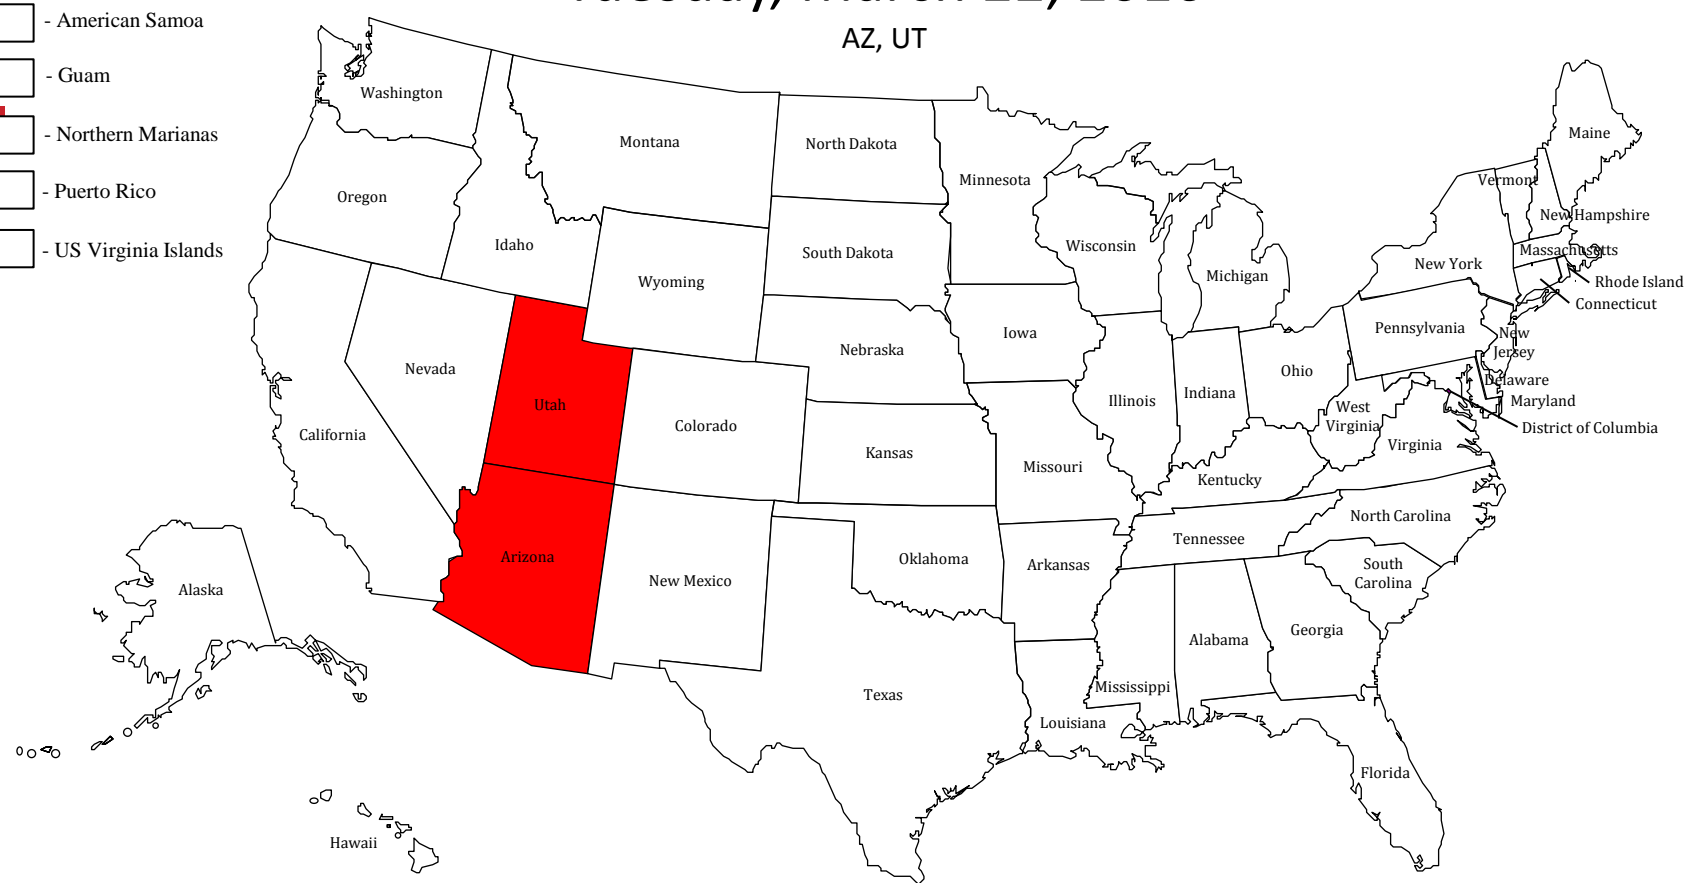 Tuesday, March
AZ, UT
- American Samoa
- Guam
- Northern Marianas
- Puerto Rico
- US Virginia Islands
Washington
Oregon
California
Nevada
Idaho
Montana
Wyoming
Utah
Arizona
Colorado
New Mexico
North Dakota
South Dakota
Nebraska
Kansas
Oklahoma
Texas
Minnesota
Iowa
Missouri
Arkansas
Louisiana
Wisconsin
Illinois
Michigan
Indiana
Ohio
Kentucky
Tennessee
Mississippi
Alabama
Georgia
Florida
South
Carolina
North Carolina
Virginia
West
Virginia
Pennsylvania
New York
Vermont
New Hampshire
Maine
Massachusetts
Rhode Island
Connecticut
New
Jersey
Delaware
Maryland
District of Columbia
Alaska
Hawaii